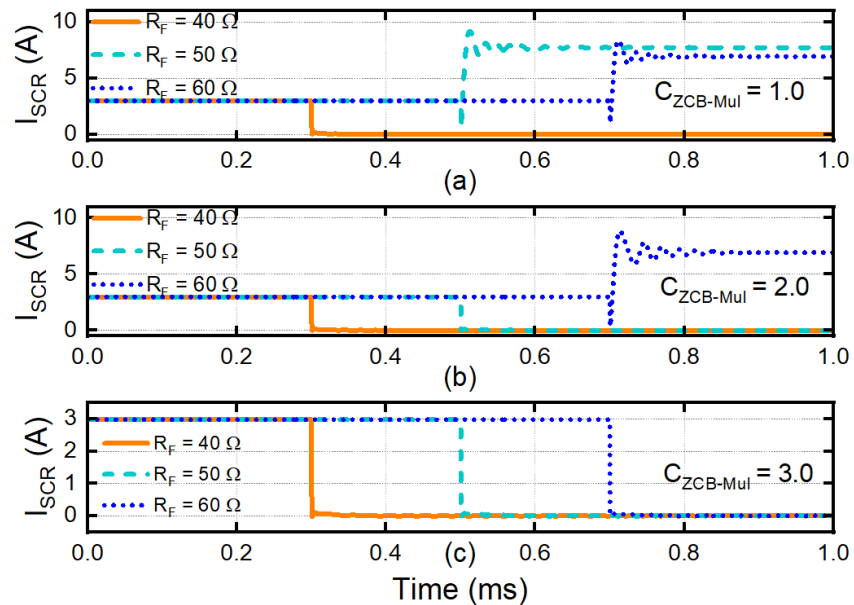 10
R_F = 40 Ω
R_F = 50 Ω
5
R_F = 60 Ω
C_ZCB-Mul = 1.0
0
I_SCR (A)
0.0 0.2 0.4 0.6 0.8 1.0
(a)
10
R_F = 40 Ω
R_F = 50 Ω
5
R_F = 60 Ω
C_ZCB-Mul = 2.0
0
I_SCR (A)
0.0 0.2 0.4 0.6 0.8 1.0
(b)
3
2
R_F = 40 Ω
R_F = 50 Ω
C_ZCB-Mul = 3.0
1
R_F = 60 Ω
0
I_SCR (A)
(c)
0.0 0.2 0.4 0.6 0.8 1.0
Time (ms)